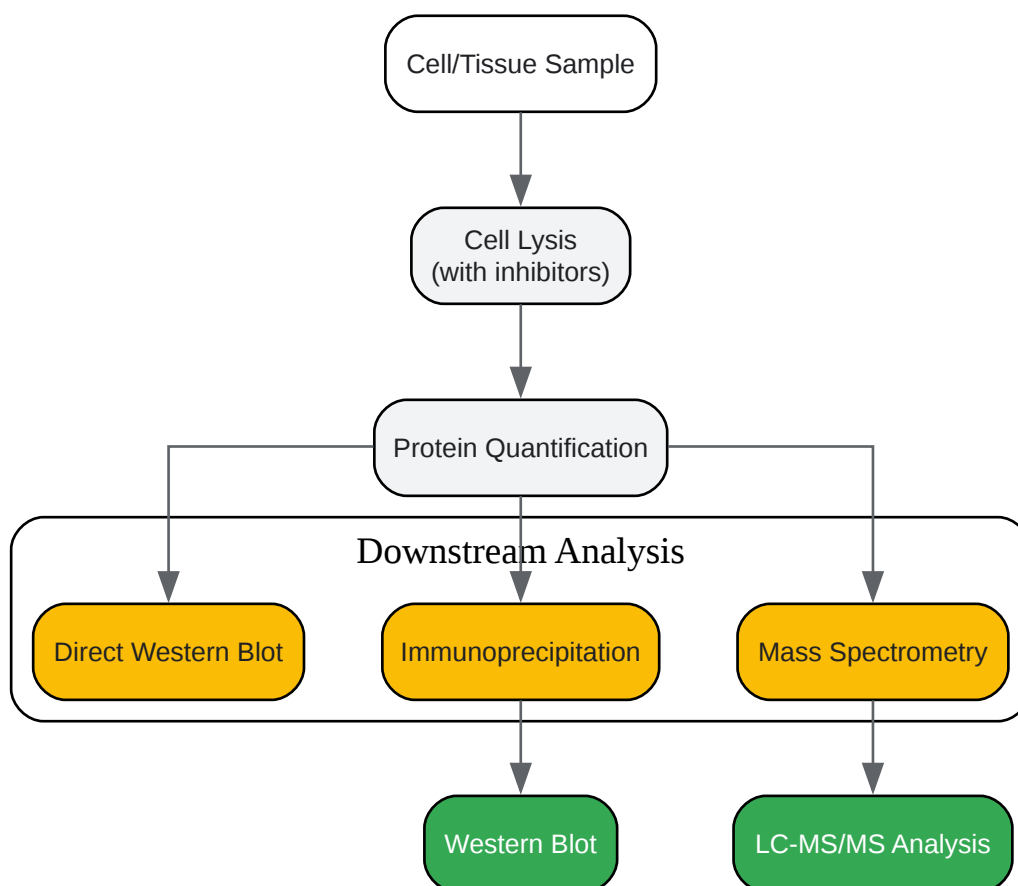 Cell/Tissue Sample
Cell Lysis
(with inhibitors)
Protein Quantification
Downstream Analysis
Direct Western Blot
Immunoprecipitation
Mass Spectrometry
Western Blot
LC-MS/MS Analysis